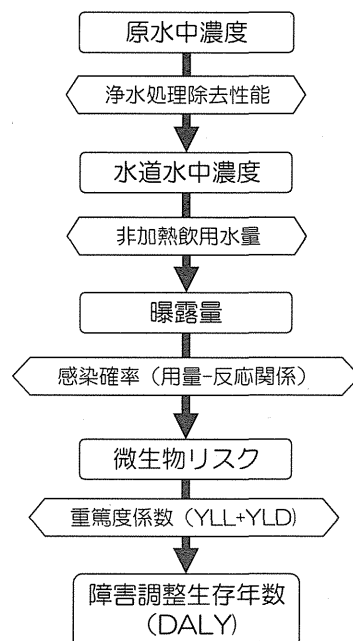 原水中濃度
浄水処理除去性能
水道水中濃度
非加熱飲用水量
曝露量
感染確率（用量-反応関係）
微生物リスク
重篤度係数（YLL+YLD)
障害調整生存年数
（DALY)